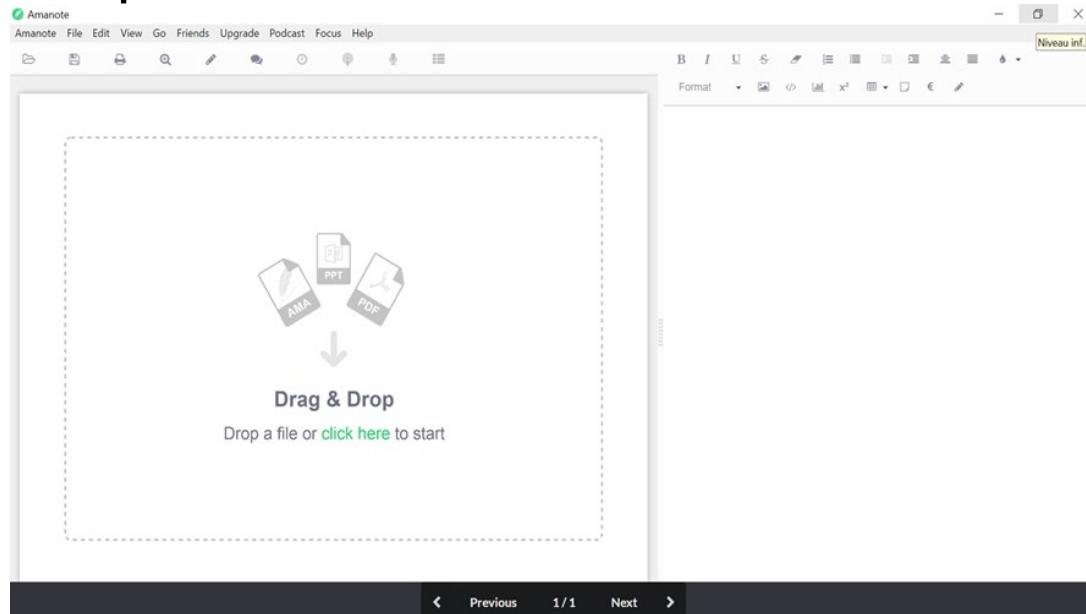 Amanote
Amanote File Edit View Go Friends Upgrade Podcast Focus Help
Niveau inf.
B I U S
Format x² €
PPT
AMA
PDF
Drag & Drop
Drop a file or click here to start
Previous 1/1 Next